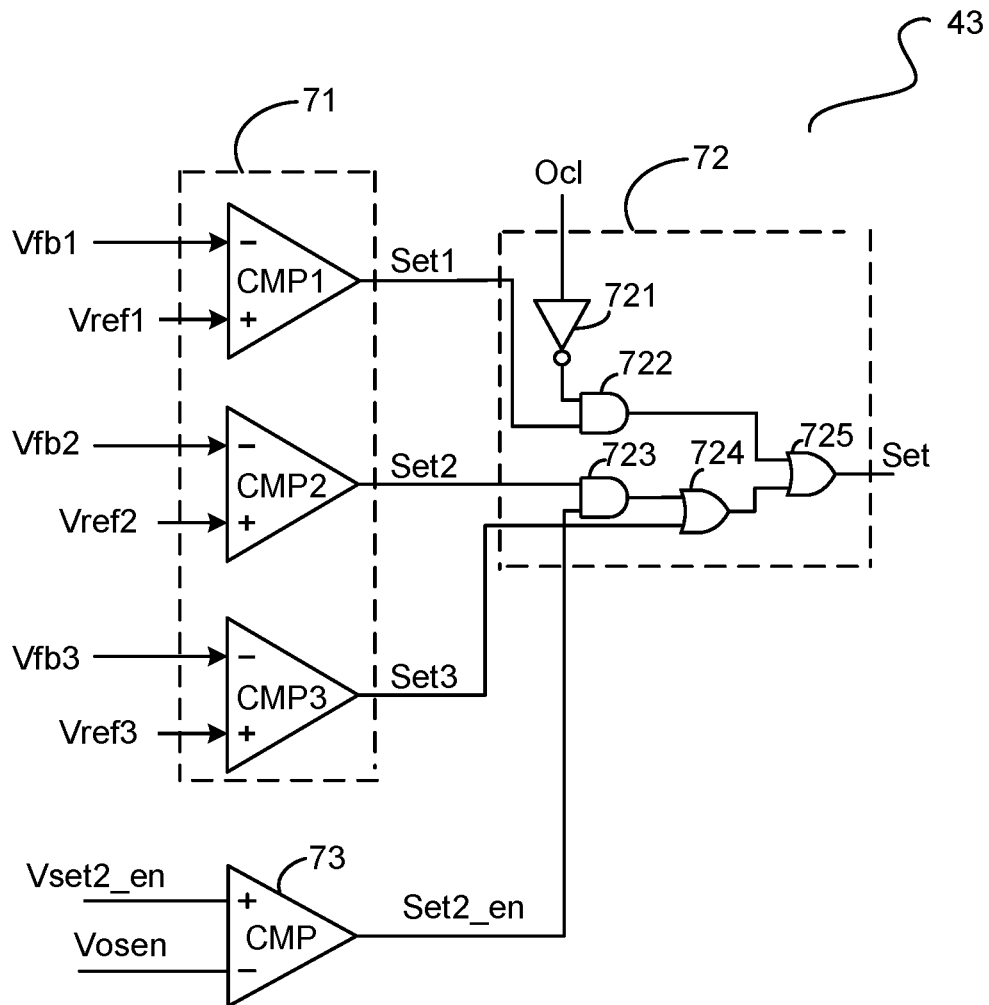 43
71
72
Ocl
Vfb1
−
CMP1
Set1
Vref1
+
721
722
Vfb2
−
CMP2
Set2
Vref2
+
723
724
725
Set
Vfb3
−
CMP3
Set3
Vref3
+
73
Vset2_en
+
CMP
Set2_en
Vosen
−